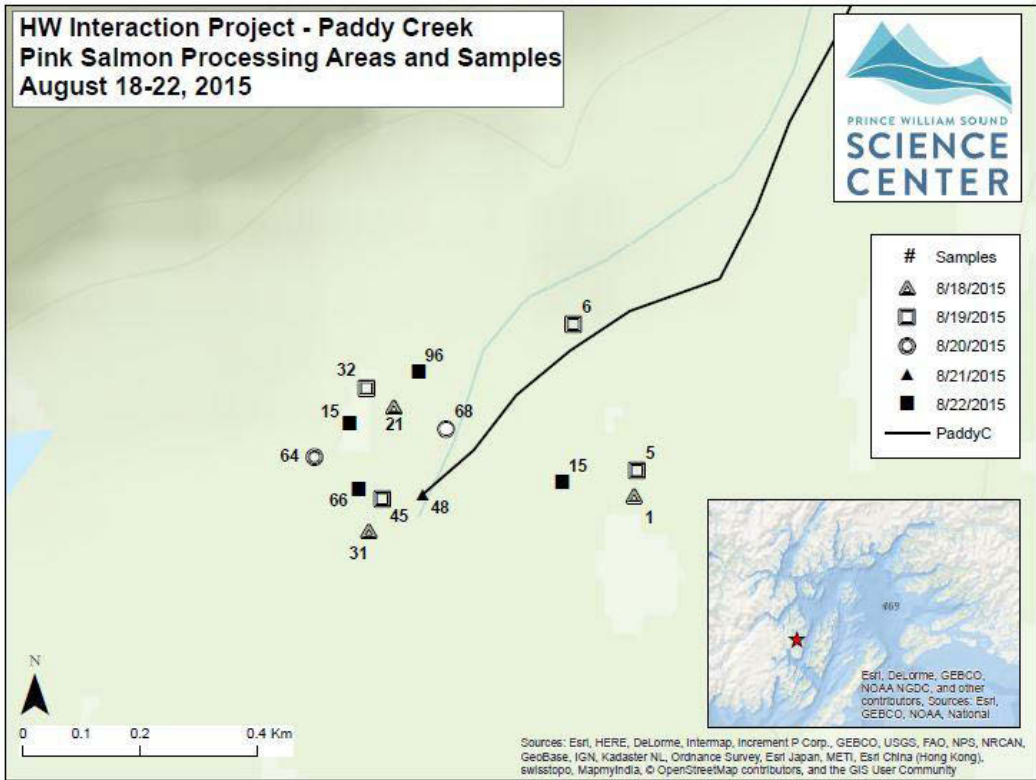 HW Interaction Project - Paddy Creek
Pink Salmon Processing Areas and Samples
August 18-22, 2015
PRINCE WILLIAM SOUND
SCIENCE
CENTER
# Samples
8/18/2015
8/19/2015
8/20/2015
8/21/2015
8/22/2015
PaddyC
6
96
32
15
21
68
64
5
15
66
45
48
1
31
469
Esri, DeLorme, GEBCO,
NOAA NGDC, and other
contributors, Sources: Esri,
GEBCO, NOAA, National
N
0 0.1 0.2 0.4 Km
Sources: Esri, HERE, DeLorme, Intermap, increment P Corp., GEBCO, USGS, FAO, NPS, NRCAN,
GeoBase, IGN, Kadaster NL, Ordnance Survey, Esri Japan, METI, Esri China (Hong Kong),
swisstopo, MapmyIndia, © OpenStreetMap contributors, and the GIS User Community